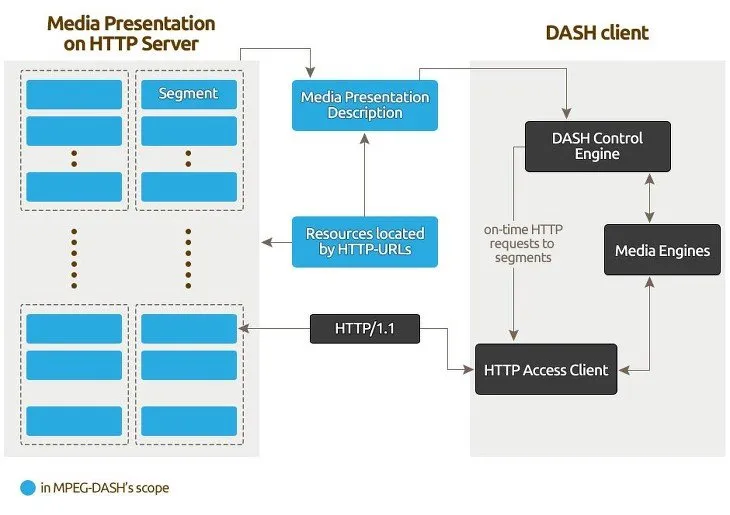 Media Presentation
on HTTP Server
DASH client
Segment
Media Presentation
Description
DASH Control
Engine
Resources located
by HTTP-URLs
on-time HTTP
requests to
segments
Media Engines
HTTP/1.1
HTTP Access Client
in MPEG-DASH's scope